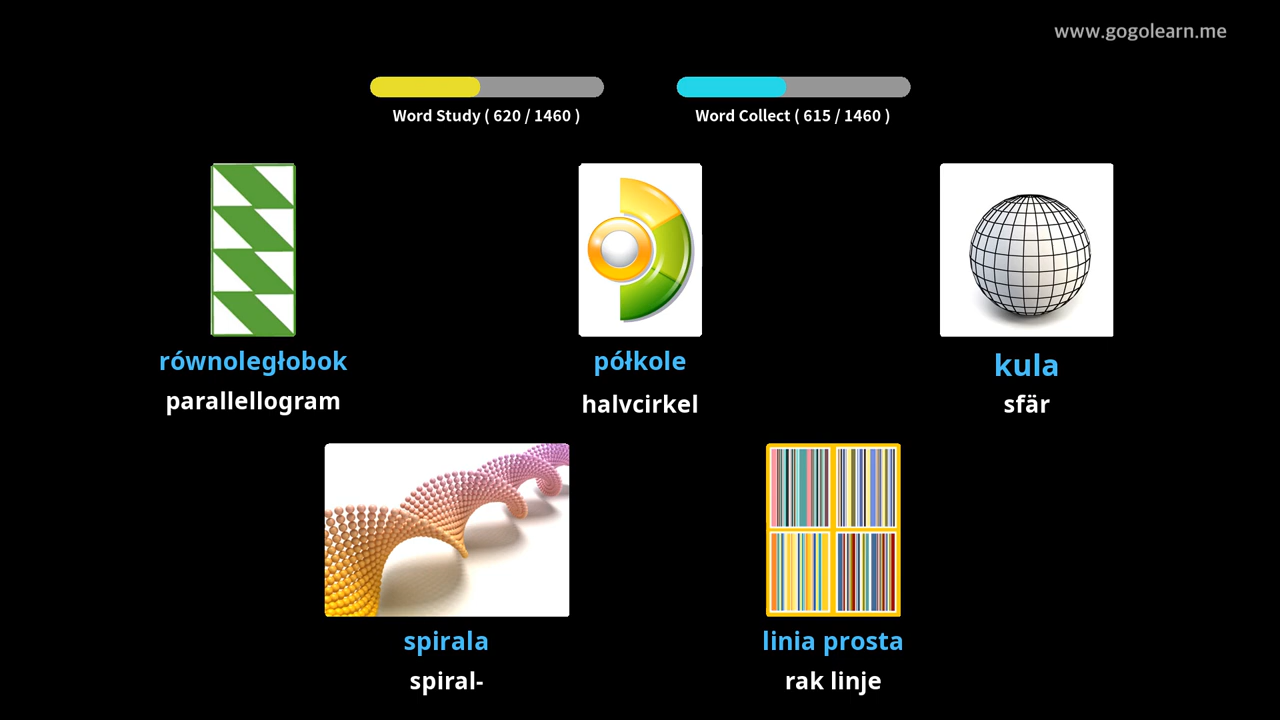 www.gogolearn.me
Word Study ( 620 / 1460 )
Word Collect ( 615 / 1460 )
równoległobok
półkole
kula
parallellogram
halvcirkel
sfär
spirala
linia prosta
spiral-
rak linje